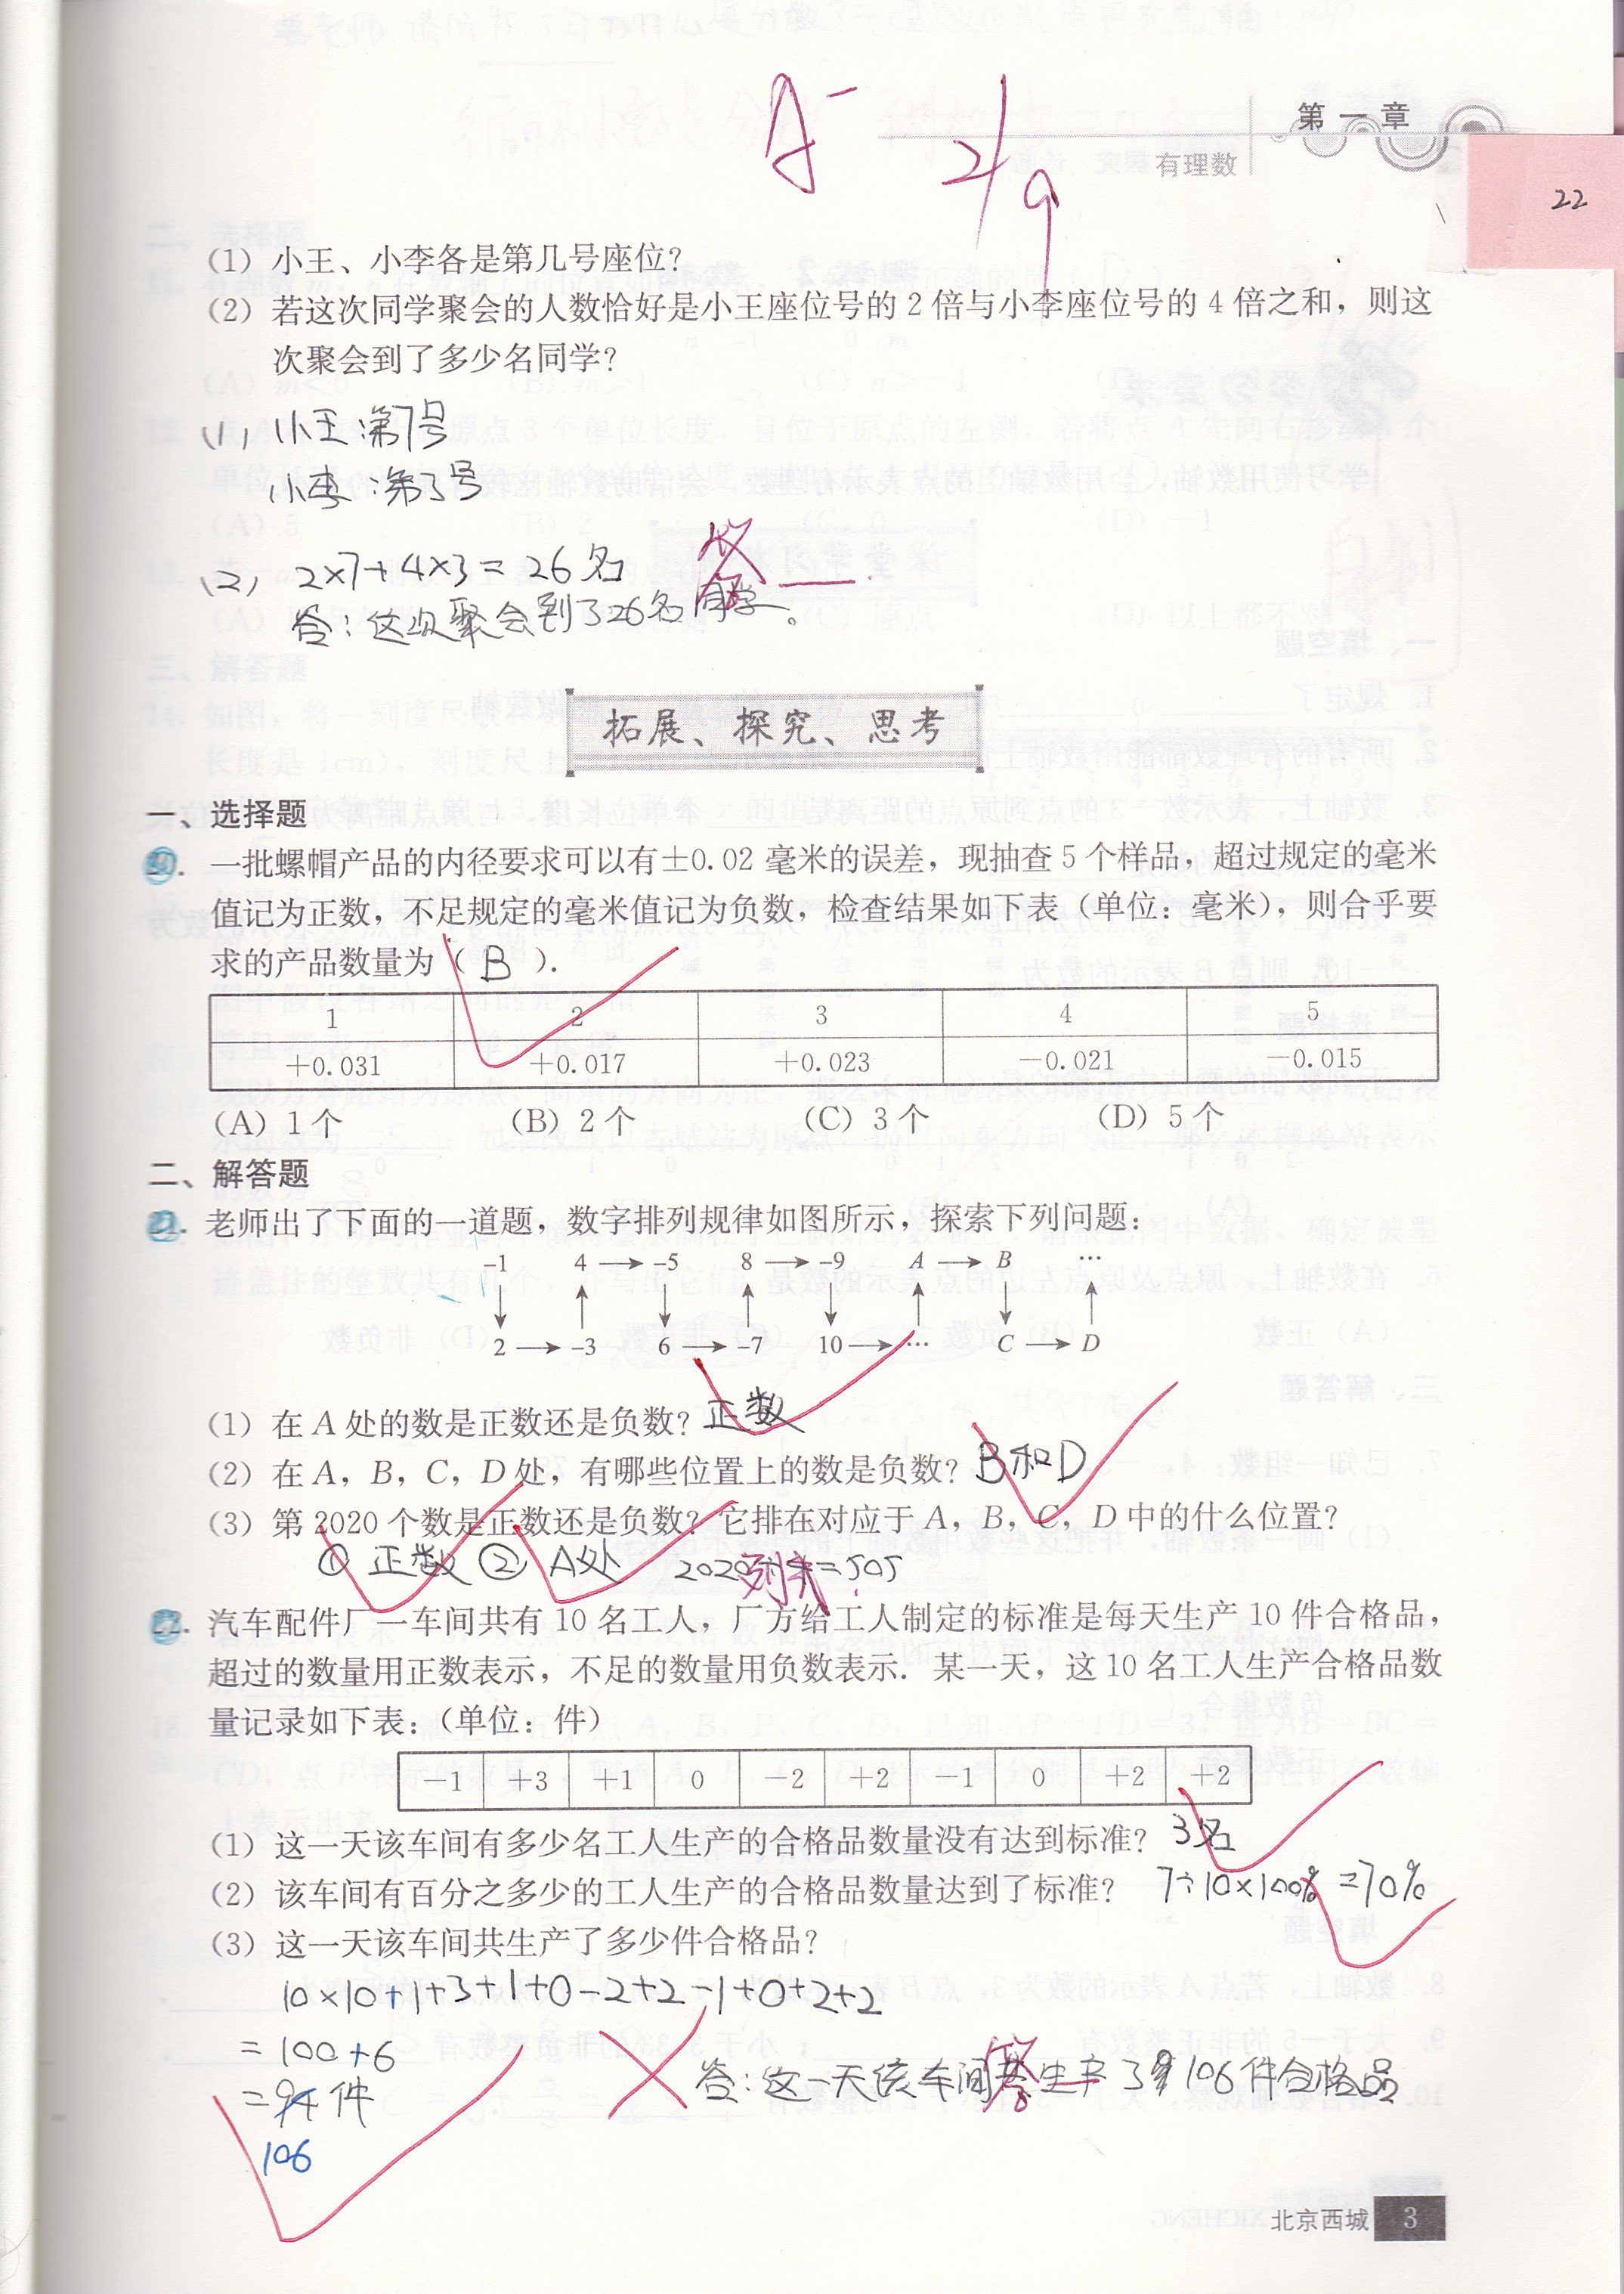 A⁻ 2/9
第一章
有理数
22
(1) 小王、小李各是第几号座位?
(2) 若这次同学聚会的人数恰好是小王座位号的 2 倍与小李座位号的 4 倍之和，则这
次聚会到了多少名同学?
(1) 小王:第7号
小李:第3号
(2) 2×7+4×3=26名 答
答:这次聚会到了26名同学。
拓展、探究、思考
一、选择题
20. 一批螺帽产品的内径要求可以有±0.02 毫米的误差，现抽查 5 个样品，超过规定的毫米
值记为正数，不足规定的毫米值记为负数，检查结果如下表（单位：毫米），则合乎要
求的产品数量为（ B ）.
1 2 3 4 5
+0.031 +0.017 +0.023 -0.021 -0.015
(A) 1个 (B) 2个 (C) 3个 (D) 5个
二、解答题
21. 老师出了下面的一道题，数字排列规律如图所示，探索下列问题：
-1 4 → -5 8 → -9 A → B …
↓ ↑ ↓ ↑ ↓ ↑ ↓ ↑
2 → -3 6 → -7 10 → … C → D
(1) 在 A 处的数是正数还是负数? 正数
(2) 在 A，B，C，D 处，有哪些位置上的数是负数? B和D
(3) 第 2020 个数是正数还是负数? 它排在对应于 A，B，C，D 中的什么位置?
① 正数 ② A处 2020÷4=505
列式
22. 汽车配件厂一车间共有 10 名工人，厂方给工人制定的标准是每天生产 10 件合格品，
超过的数量用正数表示，不足的数量用负数表示. 某一天，这 10 名工人生产合格品数
量记录如下表：（单位：件）
-1 +3 +1 0 -2 +2 -1 0 +2 +2
(1) 这一天该车间有多少名工人生产的合格品数量没有达到标准? 3名
(2) 该车间有百分之多少的工人生产的合格品数量达到了标准? 7÷10×100%=70%
(3) 这一天该车间共生产了多少件合格品?
10×10+1+3+1+0-2+2-1+0+2+2
=100+6
=94件 答:这一天该车间共生产了106件合格品
106 答
北京西城 3